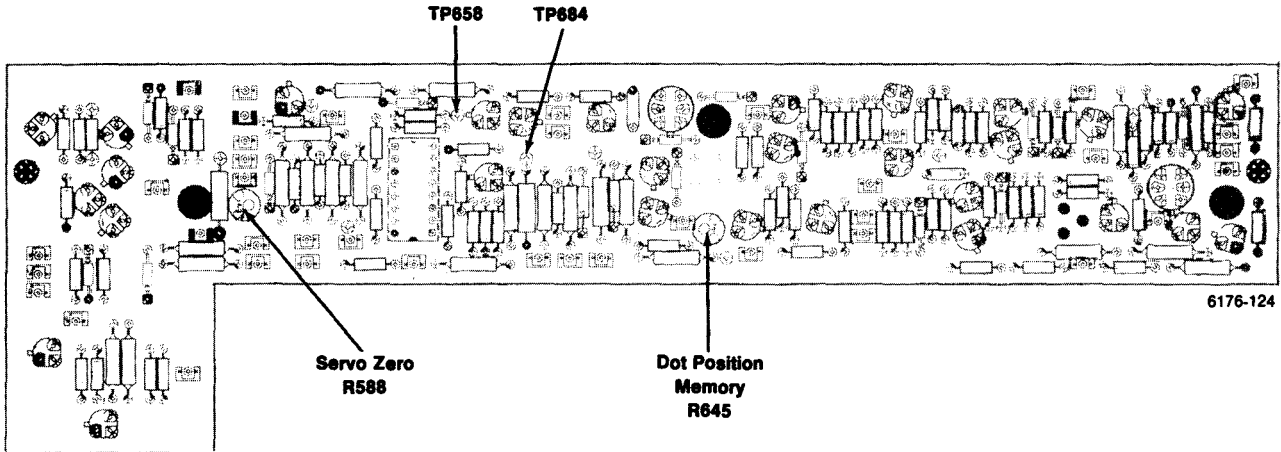 TP658 TP684
6176-124
Servo Zero
R588
Dot Position
Memory
R645